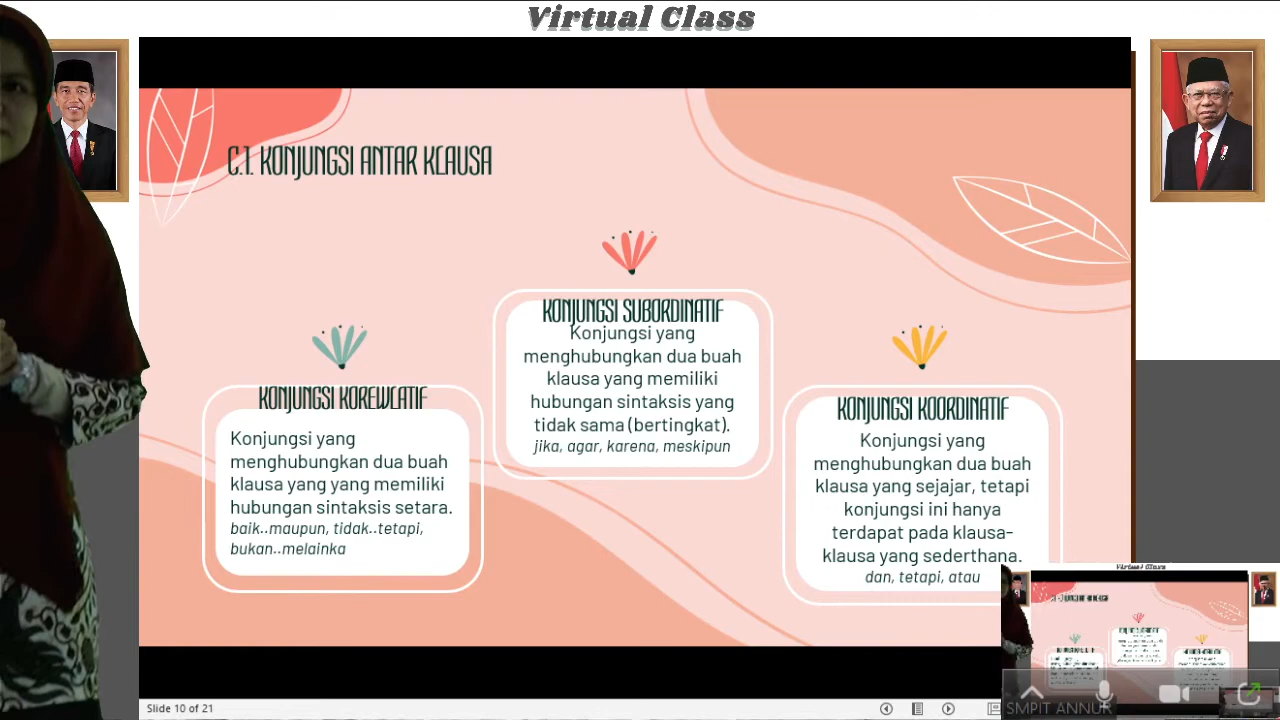 Virtual Class
C.1. KONJUNGSI ANTAR KLAUSA
KONJUNGSI SUBORDINATIF
Konjungsi yang
menghubungkan dua buah
klausa yang memiliki
hubungan sintaksis yang
tidak sama (bertingkat).
jika, agar, karena, meskipun
KONJUNGSI KOREWLATIF
Konjungsi yang
menghubungkan dua buah
klausa yang yang memiliki
hubungan sintaksis setara.
baik..maupun, tidak..tetapi,
bukan..melainka
KONJUNGSI KOORDINATIF
Konjungsi yang
menghubungkan dua buah
klausa yang sejajar, tetapi
konjungsi ini hanya
terdapat pada klausa-
klausa yang sederthana.
dan, tetapi, atau
Slide 10 of 21
Virtual Class
SMPIT ANNUR